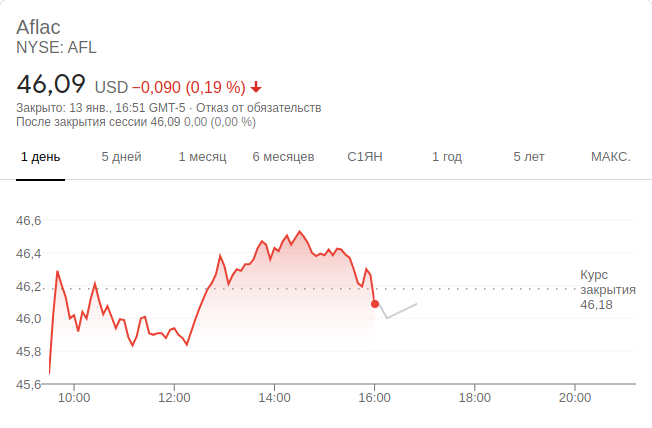 Aflac
NYSE: AFL
46,09 USD −0,090 (0,19 %)
Закрыто: 13 янв., 16:51 GMT-5 · Отказ от обязательств
После закрытия сессии 46,09 0,00 (0,00 %)
1 день 5 дней 1 месяц 6 месяцев С1ЯН 1 год 5 лет МАКС.
46,6
46,4
46,2
46,0
45,8
45,6
Курс
закрытия
46,18
10:00 12:00 14:00 16:00 18:00 20:00